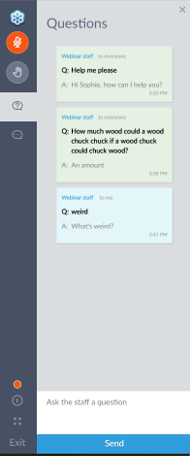 Questions
Webinar staff to everyone
Q: Help me please
A: Hi Sophie, how can I help you?
3:33 PM
Webinar staff to everyone
Q: How much wood could a wood
chuck chuck if a wood chuck
could chuck wood?
A: An amount
3:38 PM
Webinar staff to me
Q: weird
A: What's weird?
3:41 PM
Ask the staff a question
Exit
Send